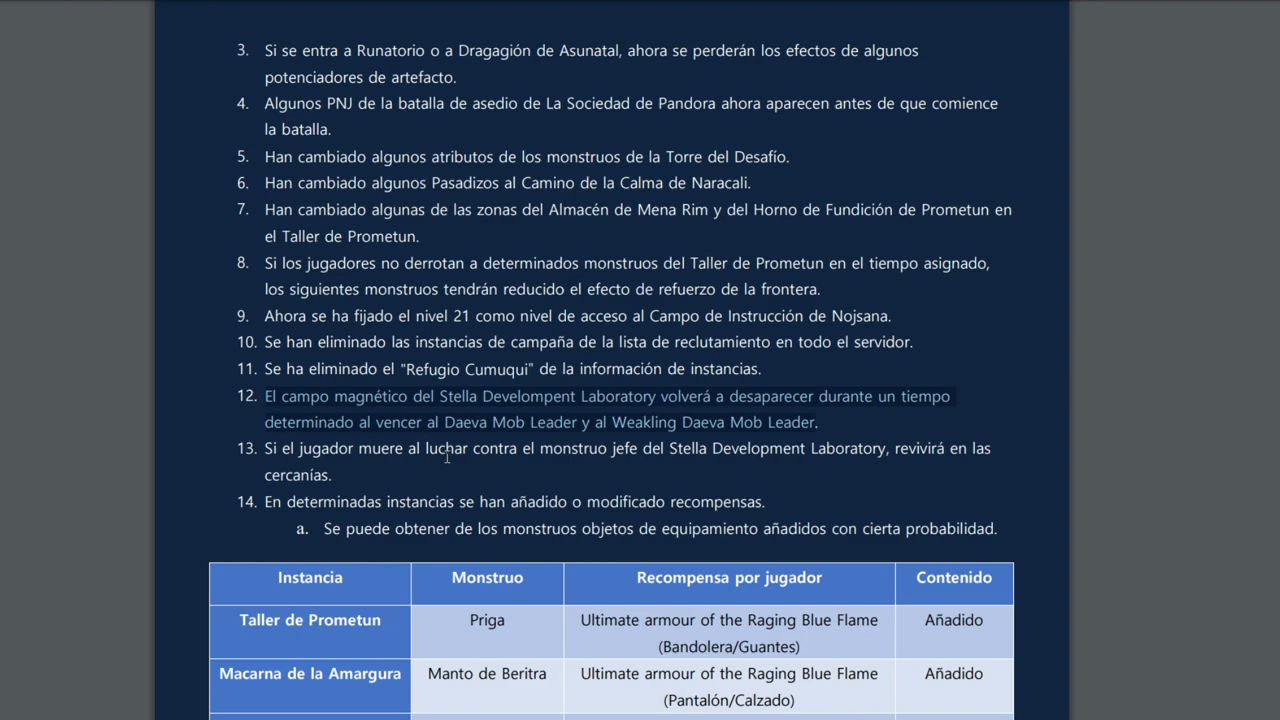 3. Si se entra a Runatorio o a Dragagión de Asunatal, ahora se perderán los efectos de algunos
potenciadores de artefacto.
4. Algunos PNJ de la batalla de asedio de La Sociedad de Pandora ahora aparecen antes de que comience
la batalla.
5. Han cambiado algunos atributos de los monstruos de la Torre del Desafío.
6. Han cambiado algunos Pasadizos al Camino de la Calma de Naracali.
7. Han cambiado algunas de las zonas del Almacén de Mena Rim y del Horno de Fundición de Prometun en
el Taller de Prometun.
8. Si los jugadores no derrotan a determinados monstruos del Taller de Prometun en el tiempo asignado,
los siguientes monstruos tendrán reducido el efecto de refuerzo de la frontera.
9. Ahora se ha fijado el nivel 21 como nivel de acceso al Campo de Instrucción de Nojsana.
10. Se han eliminado las instancias de campaña de la lista de reclutamiento en todo el servidor.
11. Se ha eliminado el "Refugio Cumuqui" de la información de instancias.
12. El campo magnético del Stella Develompent Laboratory volverá a desaparecer durante un tiempo
determinado al vencer al Daeva Mob Leader y al Weakling Daeva Mob Leader.
13. Si el jugador muere al luchar contra el monstruo jefe del Stella Development Laboratory, revivirá en las
cercanías.
14. En determinadas instancias se han añadido o modificado recompensas.
a. Se puede obtener de los monstruos objetos de equipamiento añadidos con cierta probabilidad.
Instancia Monstruo Recompensa por jugador Contenido
Taller de Prometun Priga Ultimate armour of the Raging Blue Flame Añadido
(Bandolera/Guantes)
Macarna de la Amargura Manto de Beritra Ultimate armour of the Raging Blue Flame Añadido
(Pantalón/Calzado)